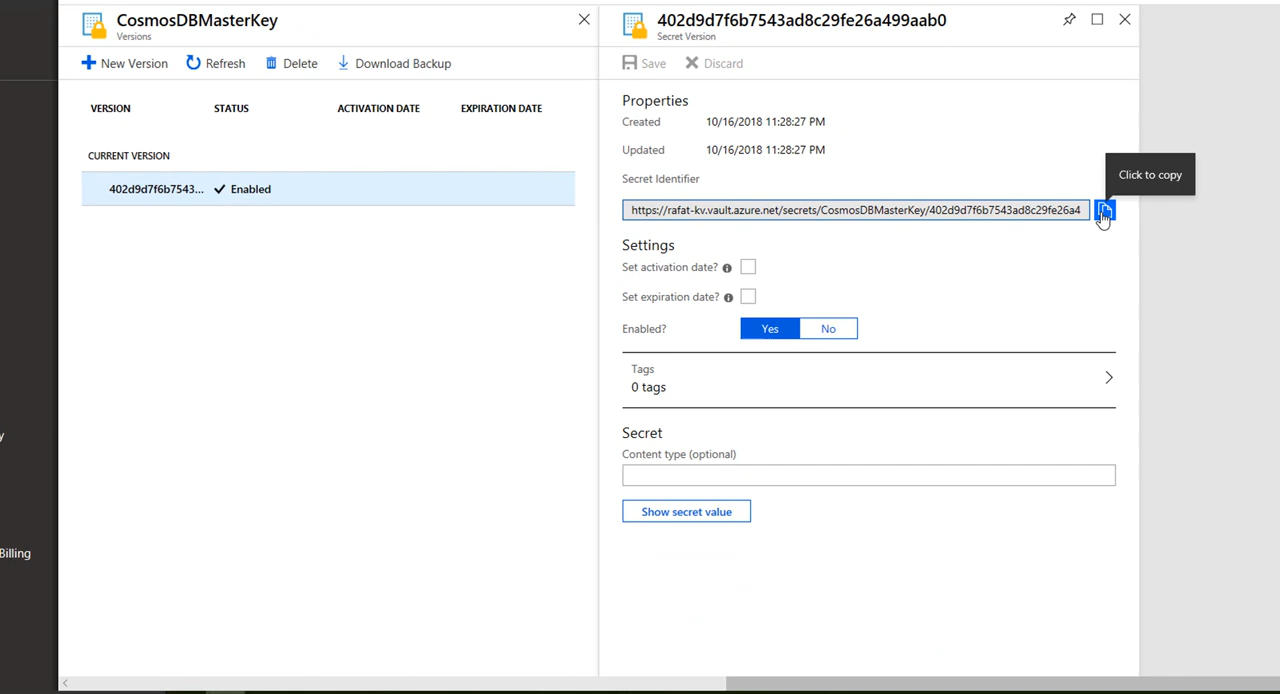 CosmosDBMasterKey
Versions
New Version Refresh Delete Download Backup
VERSION STATUS ACTIVATION DATE EXPIRATION DATE
CURRENT VERSION
402d9d7f6b7543... Enabled
402d9d7f6b7543ad8c29fe26a499aab0
Secret Version
Save Discard
Properties
Created 10/16/2018 11:28:27 PM
Updated 10/16/2018 11:28:27 PM
Secret Identifier
Click to copy
https://rafat-kv.vault.azure.net/secrets/CosmosDBMasterKey/402d9d7f6b7543ad8c29fe26a4
Settings
Set activation date?
Set expiration date?
Enabled? Yes No
Tags
0 tags
Secret
Content type (optional)
Show secret value
y
Billing